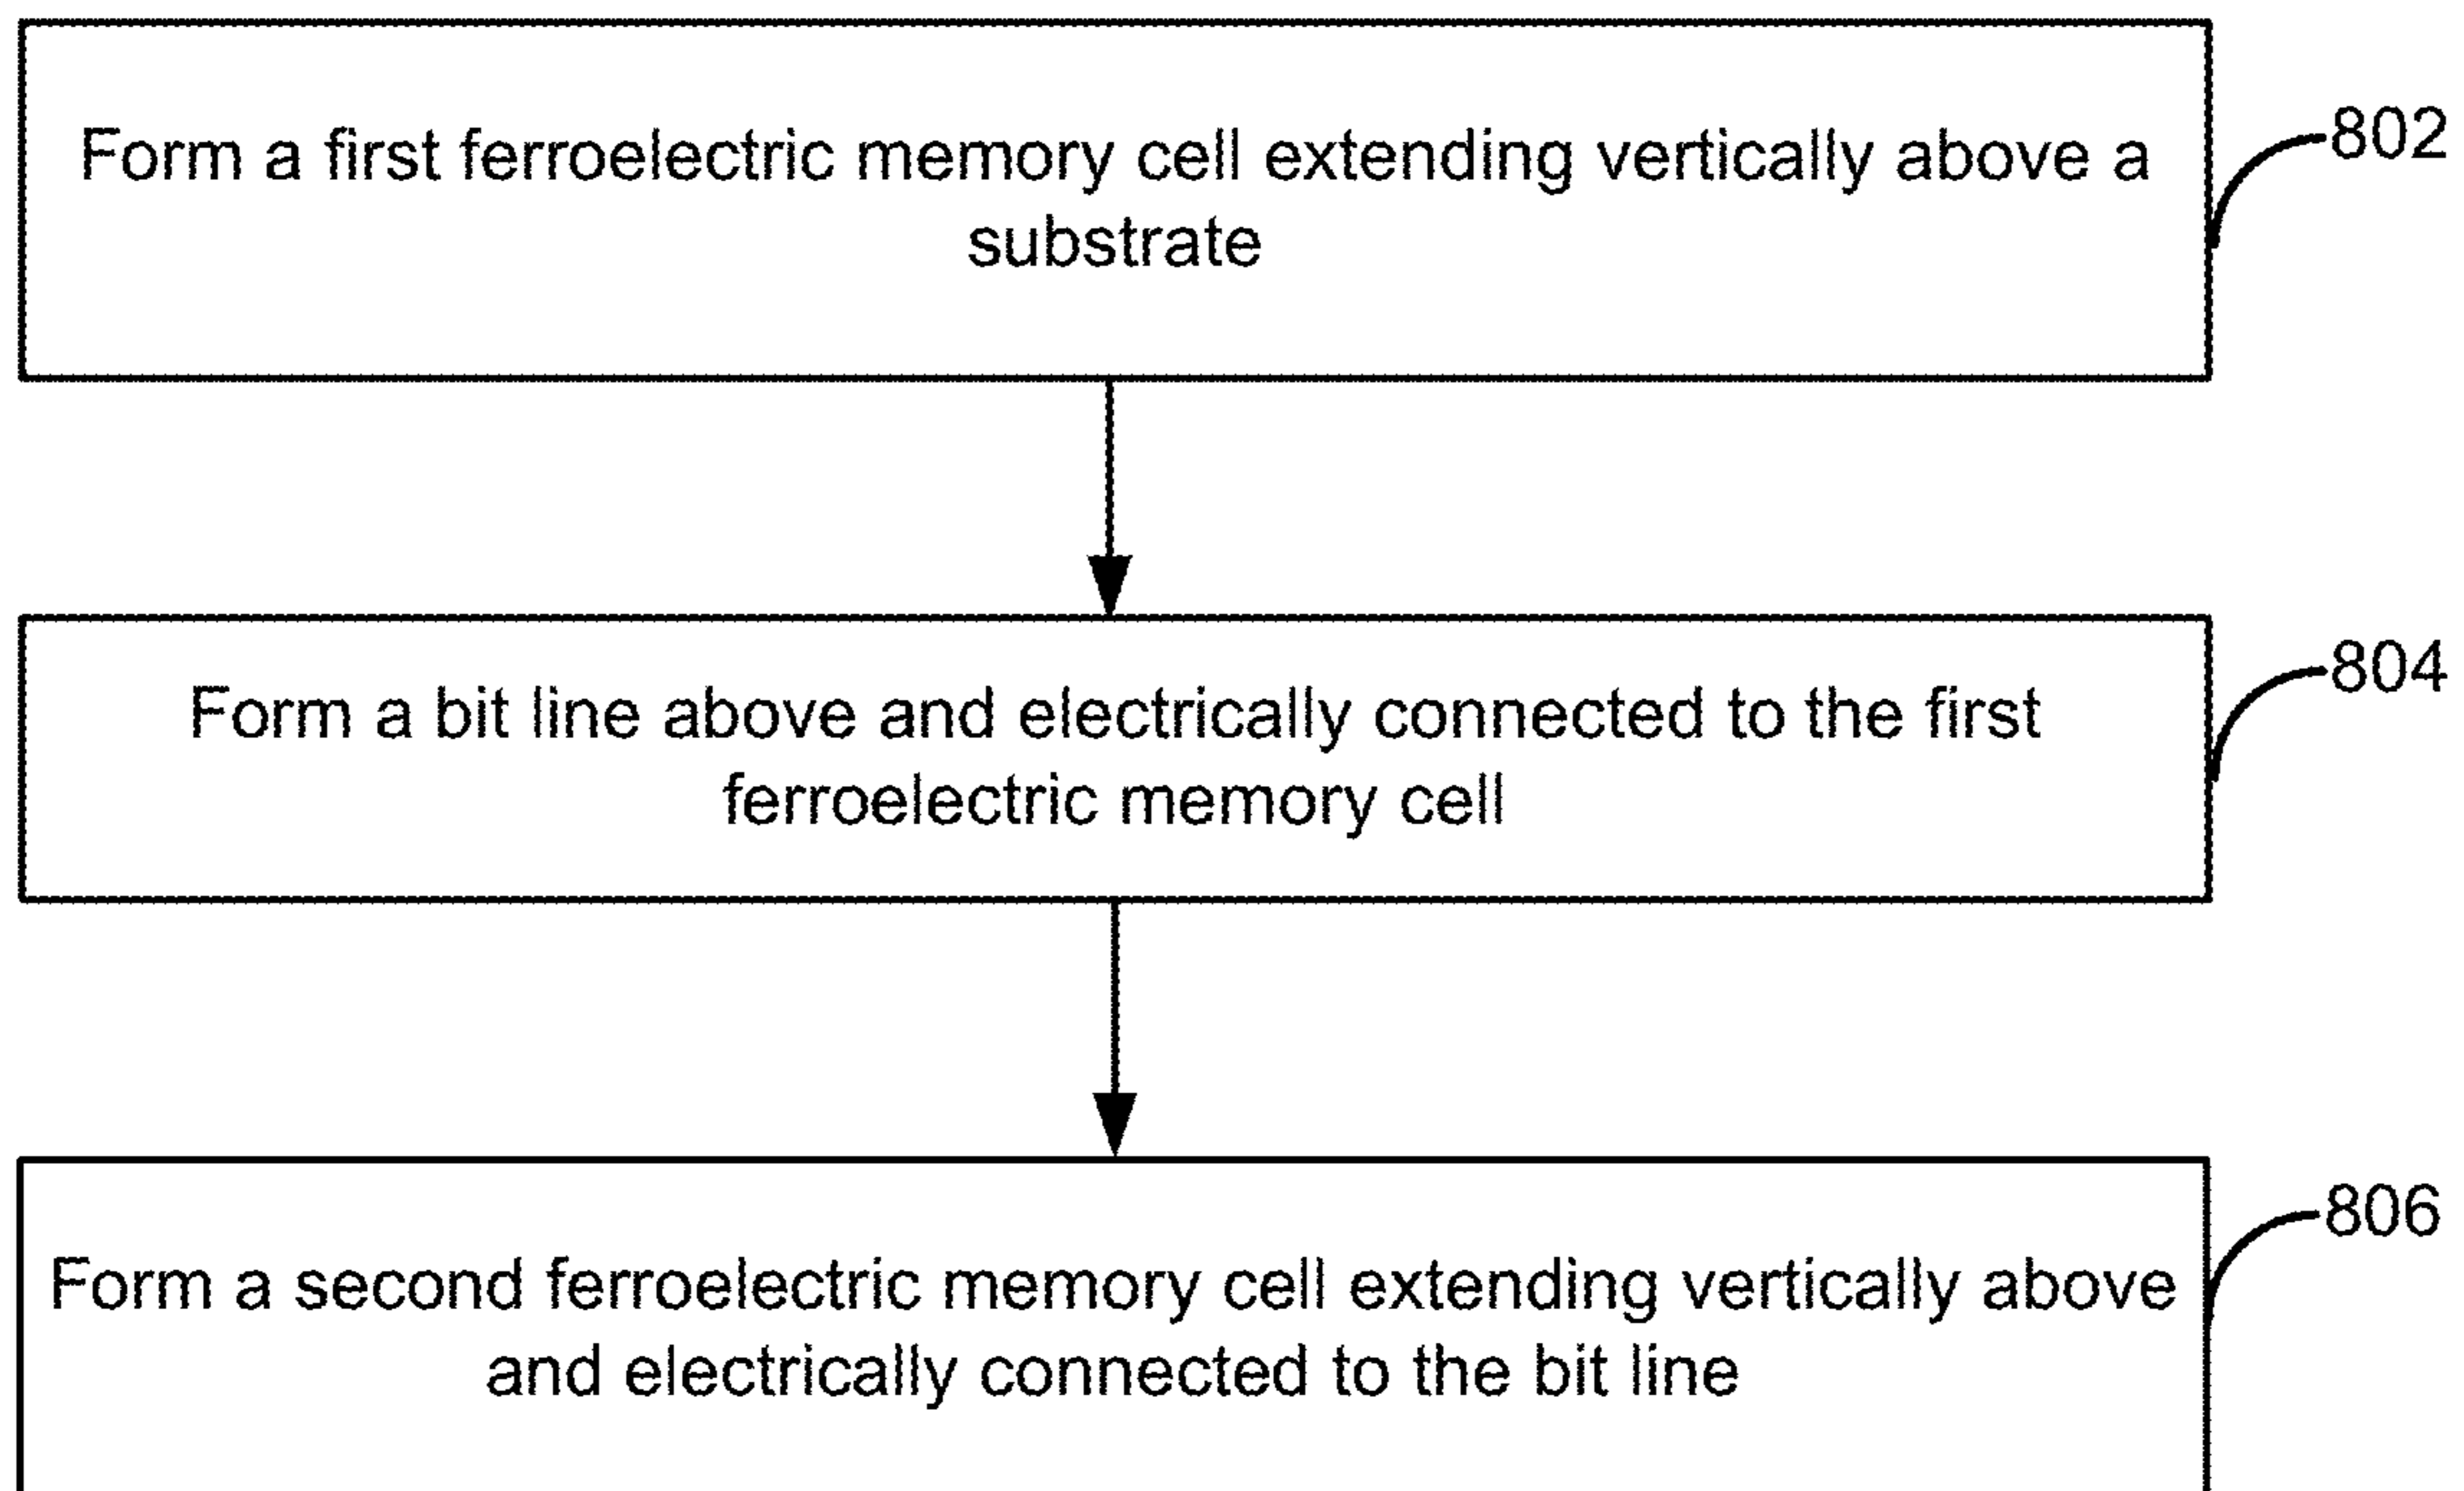 Form a first ferroelectric memory cell extending vertically above a
substrate
802
Form a bit line above and electrically connected to the first
ferroelectric memory cell
804
Form a second ferroelectric memory cell extending vertically above
and electrically connected to the bit line
806